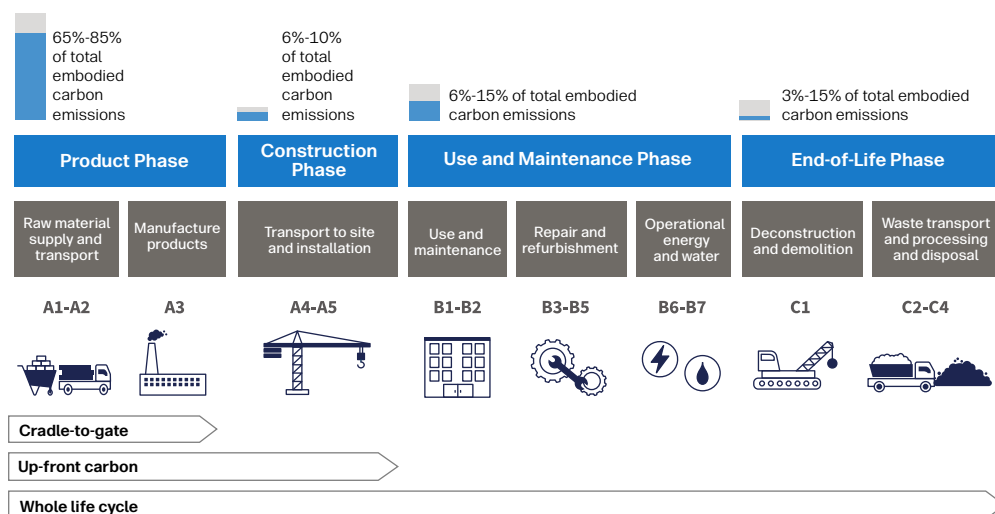 65%-85%
of total
embodied
carbon
emissions
6%-10%
of total
embodied
carbon
emissions
6%-15% of total embodied
carbon emissions
3%-15% of total embodied
carbon emissions
Product Phase
Construction
Phase
Use and Maintenance Phase
End-of-Life Phase
Raw material
supply and
transport
Manufacture
products
Transport to site
and installation
Use and
maintenance
Repair and
refurbishment
Operational
energy
and water
Deconstruction
and demolition
Waste transport
and processing
and disposal
A1-A2
A3
A4-A5
B1-B2
B3-B5
B6-B7
C1
C2-C4
Cradle-to-gate
Up-front carbon
Whole life cycle